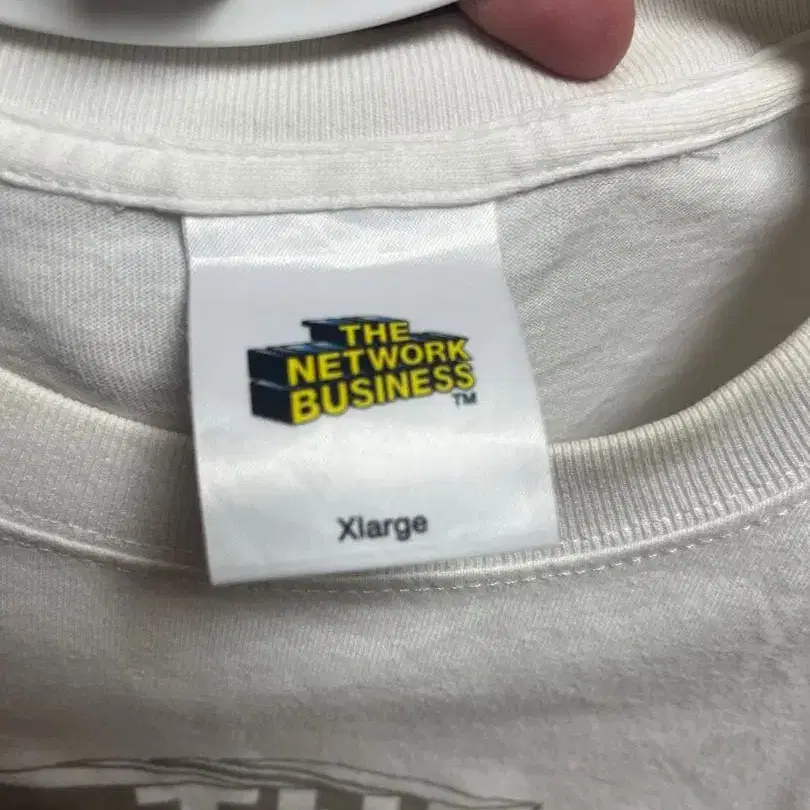 THE
NETWORK
BUSINESS
TM
Xlarge